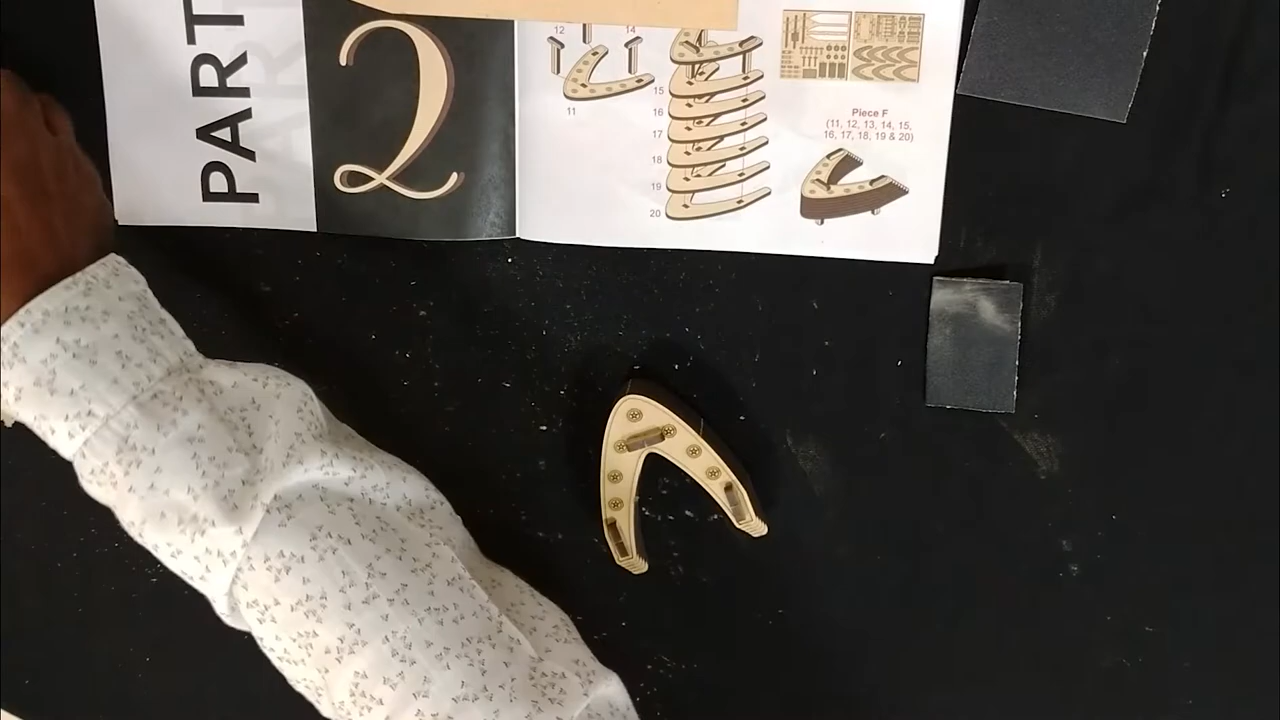 PART
2
12
14
11
15
16
17
18
19
20
Piece F
(11, 12, 13, 14, 15,
16, 17, 18, 19 & 20)